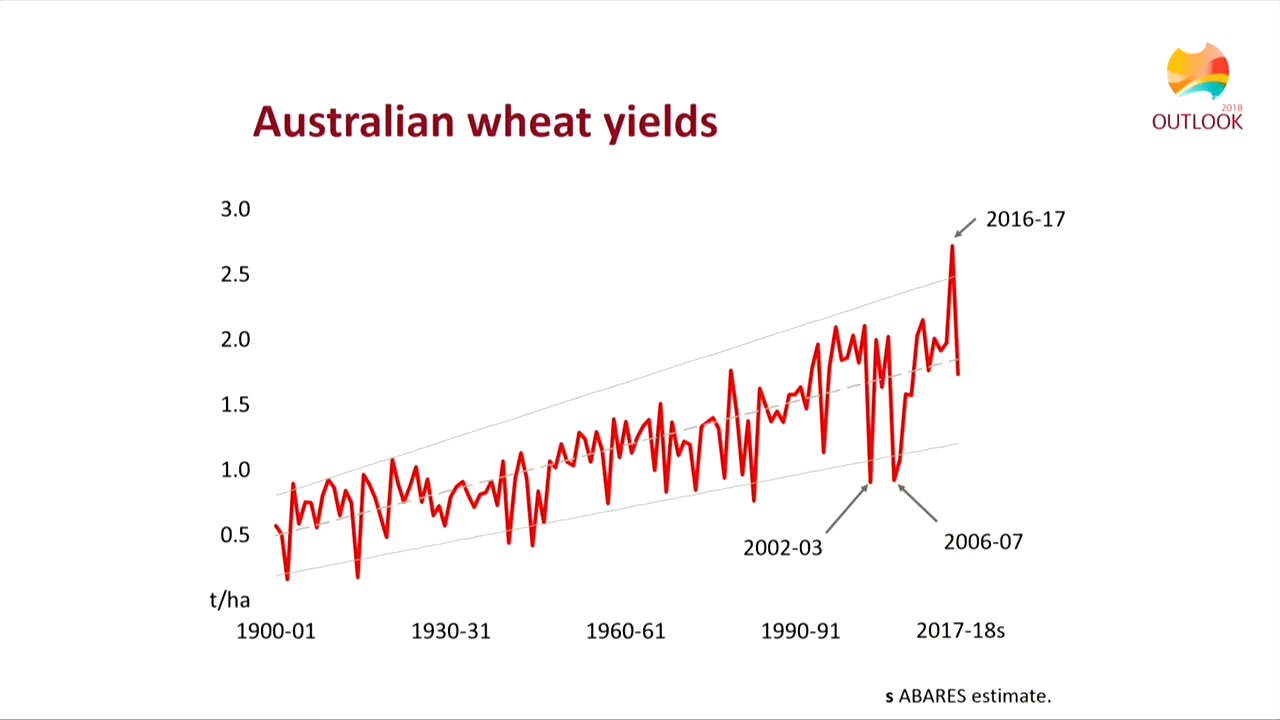 2018
OUTLOOK
Australian wheat yields
3.0
2016-17
2.5
2.0
1.5
1.0
0.5
2002-03
2006-07
t/ha
1900-01 1930-31 1960-61 1990-91 2017-18s
s ABARES estimate.